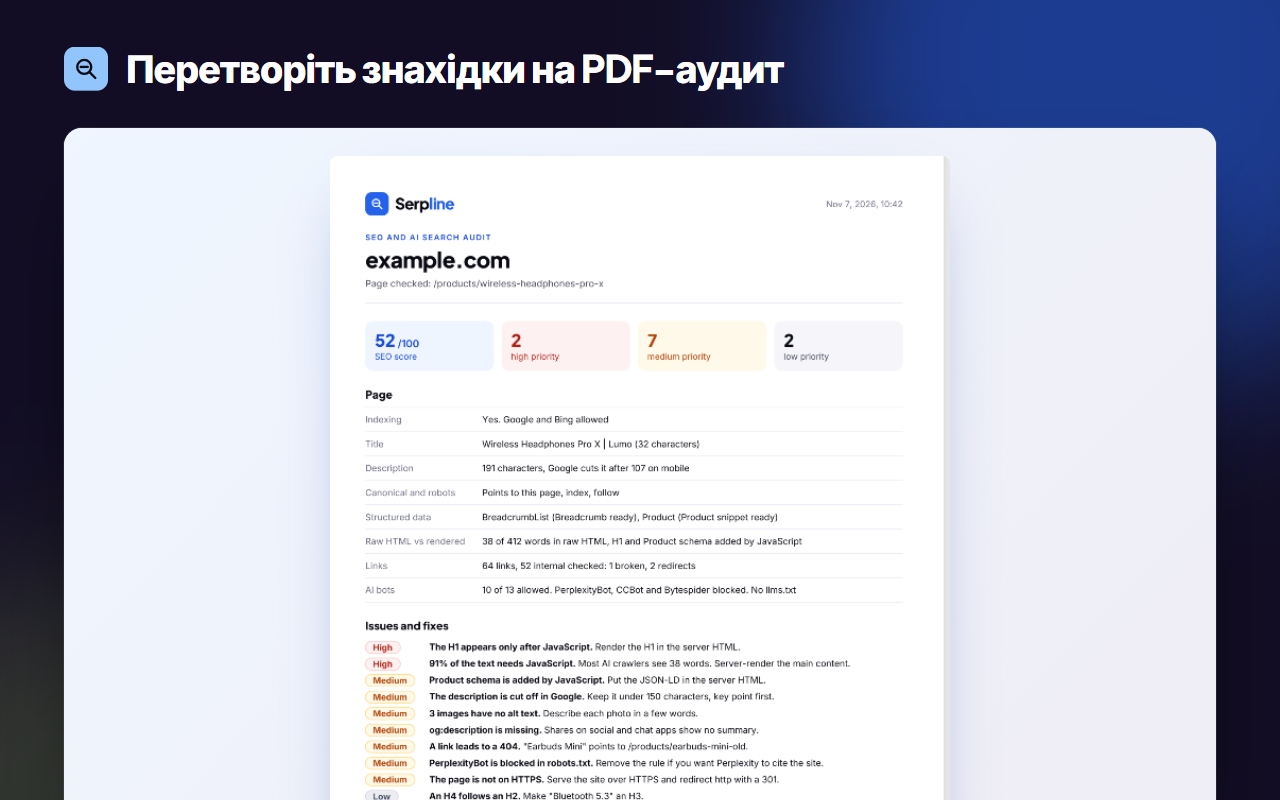 Перетворіть знахідки на PDF-аудит
Serpline
Nov 7, 2026, 10:42
SEO AND AI SEARCH AUDIT
example.com
Page checked: /products/wireless-headphones-pro-x
52 /100
SEO score
2
high priority
7
medium priority
2
low priority
Page
Indexing Yes. Google and Bing allowed
Title Wireless Headphones Pro X | Lumo (32 characters)
Description 191 characters, Google cuts it after 107 on mobile
Canonical and robots Points to this page, index, follow
Structured data BreadcrumbList (Breadcrumb ready), Product (Product snippet ready)
Raw HTML vs rendered 38 of 412 words in raw HTML, H1 and Product schema added by JavaScript
Links 64 links, 52 internal checked: 1 broken, 2 redirects
AI bots 10 of 13 allowed. PerplexityBot, CCBot and Bytespider blocked. No llms.txt
Issues and fixes
High The H1 appears only after JavaScript. Render the H1 in the server HTML.
High 91% of the text needs JavaScript. Most AI crawlers see 38 words. Server-render the main content.
Medium Product schema is added by JavaScript. Put the JSON-LD in the server HTML.
Medium The description is cut off in Google. Keep it under 150 characters, key point first.
Medium 3 images have no alt text. Describe each photo in a few words.
Medium og:description is missing. Shares on social and chat apps show no summary.
Medium A link leads to a 404. "Earbuds Mini" points to /products/earbuds-mini-old.
Medium PerplexityBot is blocked in robots.txt. Remove the rule if you want Perplexity to cite the site.
Medium The page is not on HTTPS. Serve the site over HTTPS and redirect http with a 301.
Low An H4 follows an H2. Make "Bluetooth 5.3" an H3.